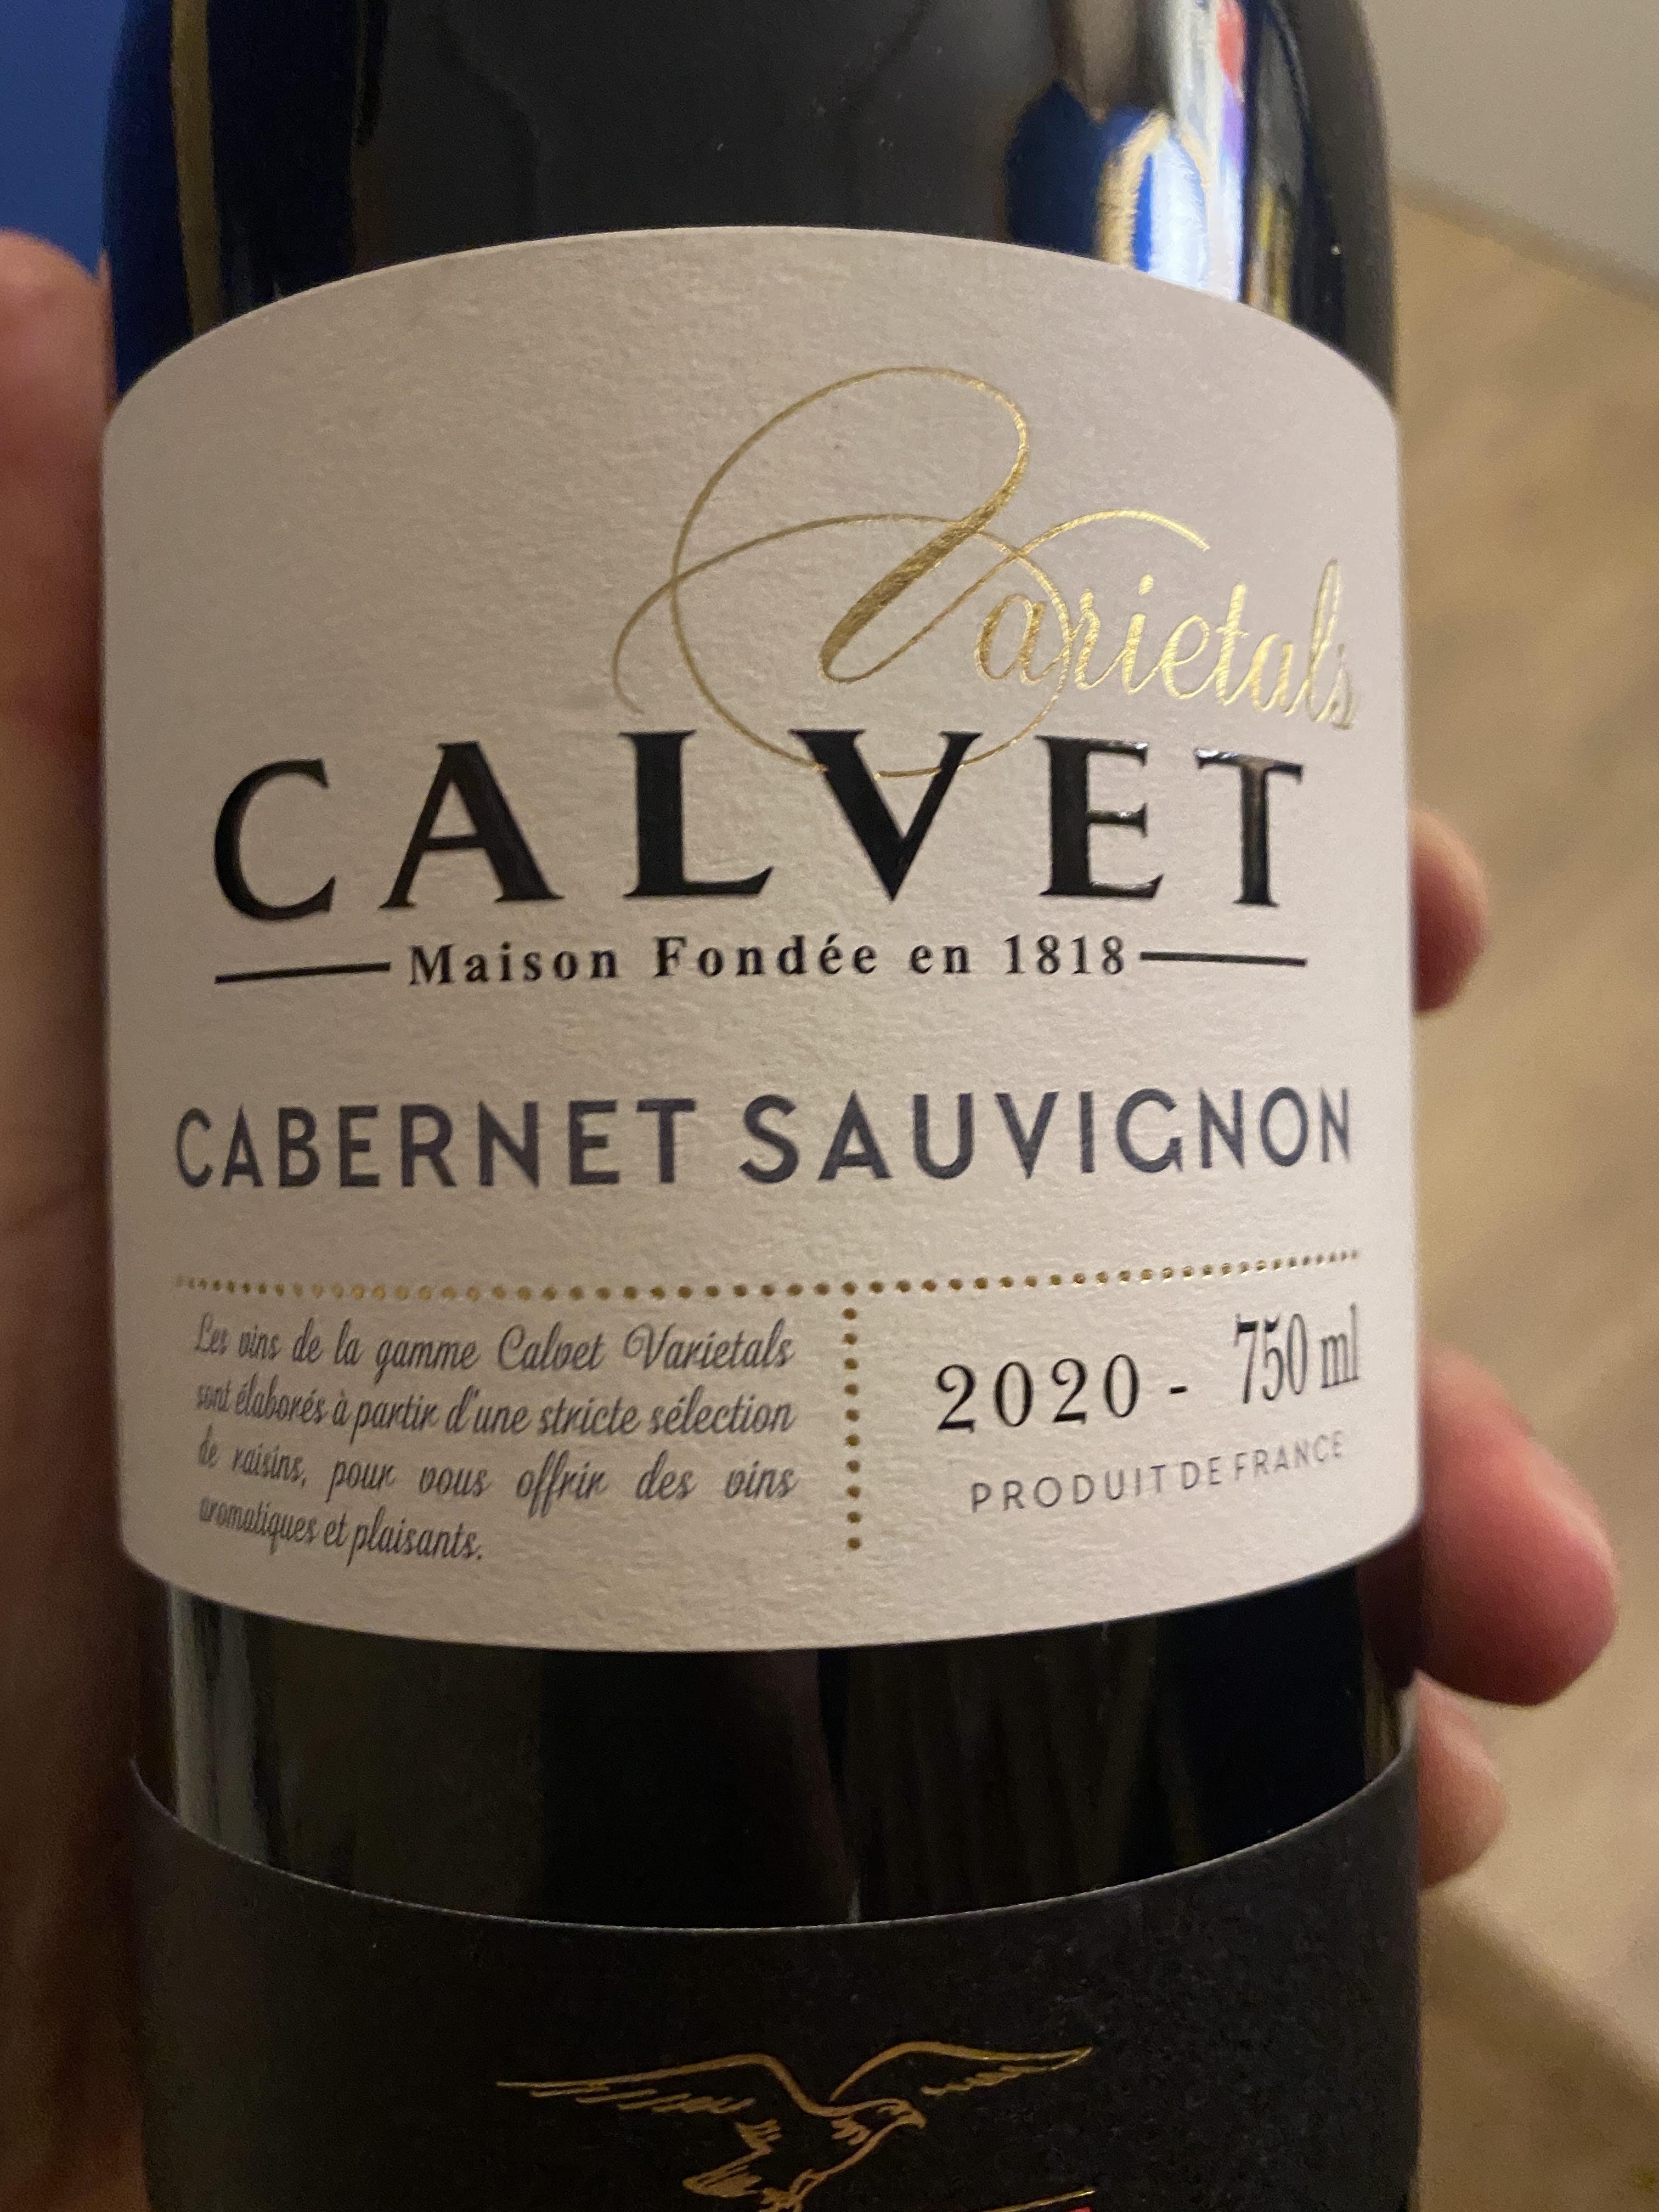 Varietals
CALVET
Maison Fondée en 1818
CABERNET SAUVIGNON
Les vins de la gamme Calvet Varietals
sont élaborés à partir d'une stricte sélection
de raisins, pour vous offrir des vins
aromatiques et plaisants.
2020 - 750 ml
PRODUIT DE FRANCE